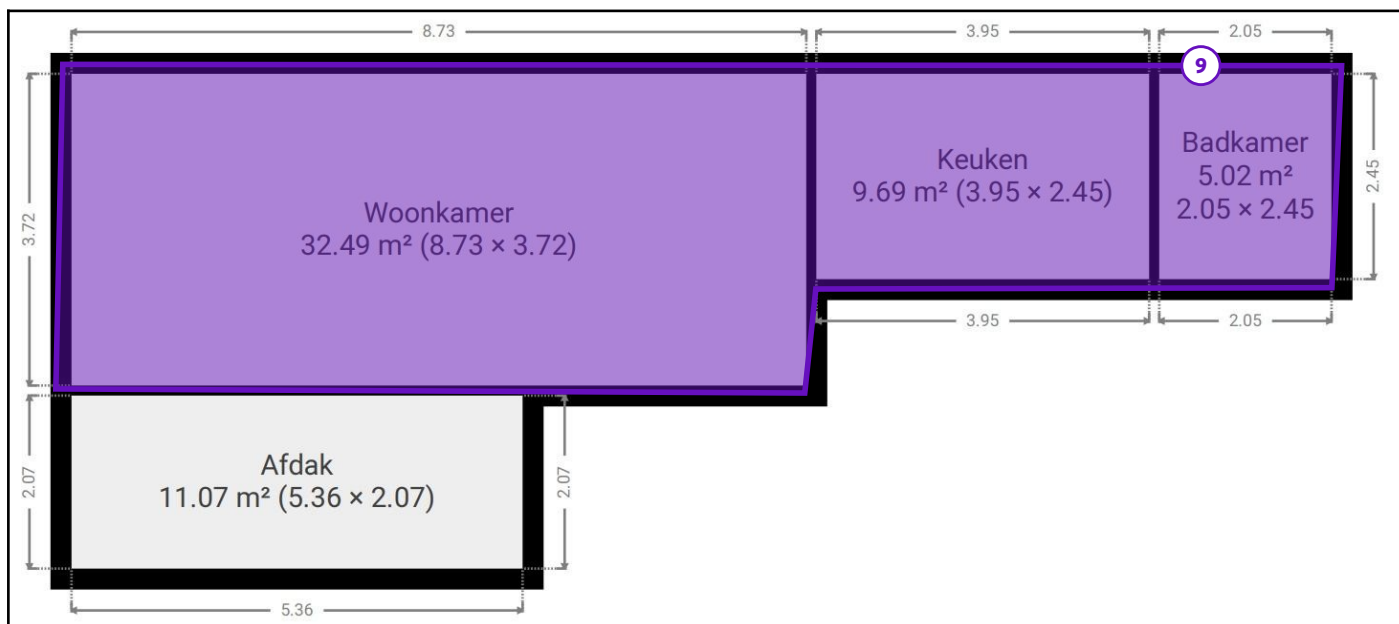 8.73
3.95
2.05
9
3.72
Woonkamer
32.49 m² (8.73 × 3.72)
Keuken
9.69 m² (3.95 × 2.45)
Badkamer
5.02 m²
2.05 × 2.45
2.45
3.95
2.05
2.07
Afdak
11.07 m² (5.36 × 2.07)
2.07
5.36